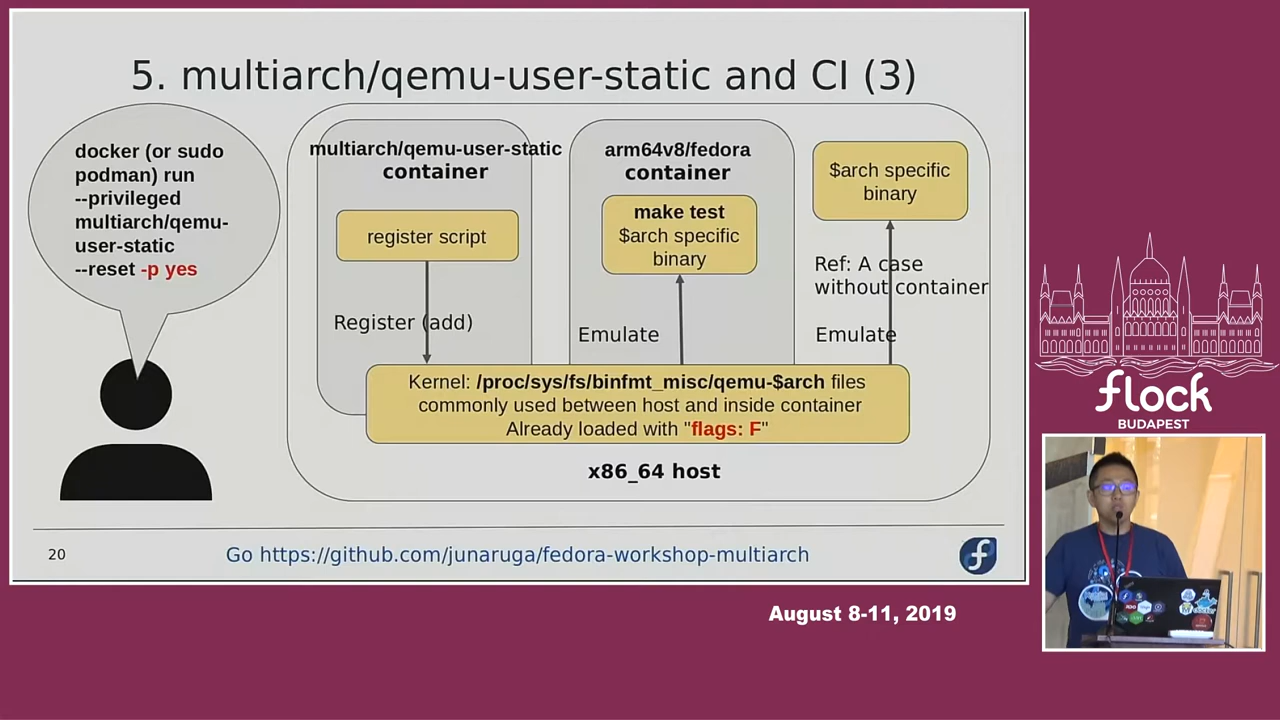 5. multiarch/qemu-user-static and CI (3)
docker (or sudo
podman) run
--privileged
multiarch/qemu-
user-static
--reset -p yes
multiarch/qemu-user-static
container
register script
Register (add)
arm64v8/fedora
container
make test
$arch specific
binary
Emulate
$arch specific
binary
Ref: A case
without container
Emulate
Kernel: /proc/sys/fs/binfmt_misc/qemu-$arch files
commonly used between host and inside container
Already loaded with "flags: F"
x86_64 host
20
Go https://github.com/junaruga/fedora-workshop-multiarch
flock
BUDAPEST
August 8-11, 2019